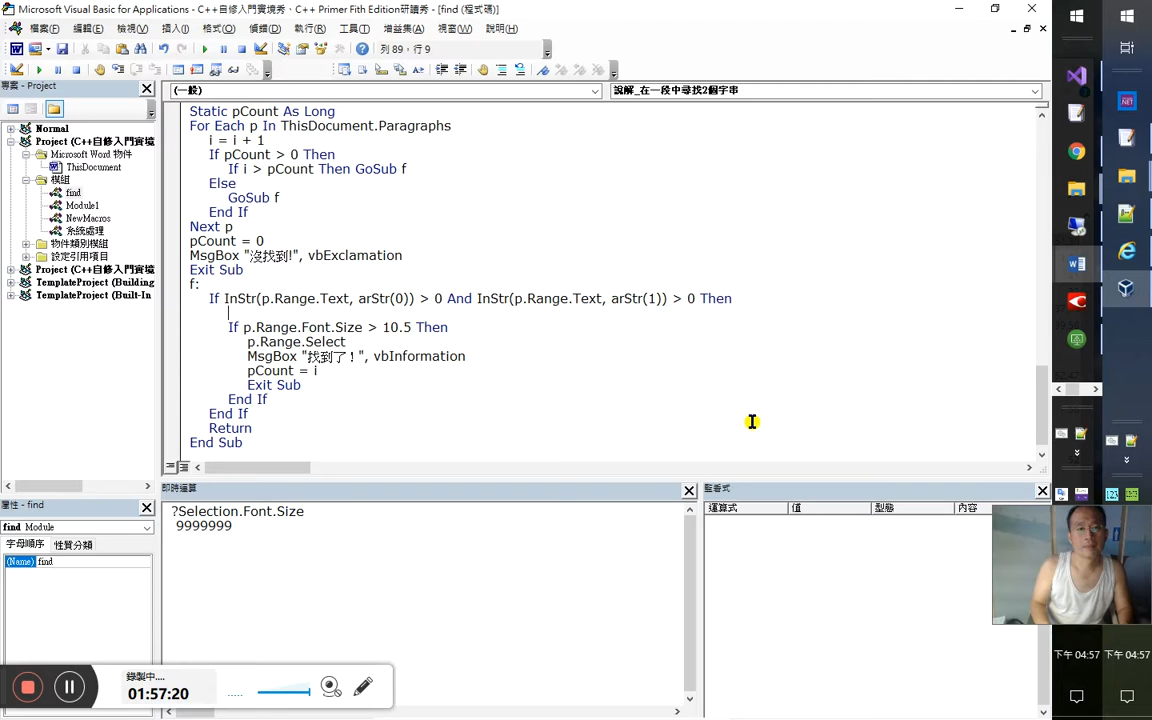 Microsoft Visual Basic for Applications - C++自修入門實境秀、C++ Primer Fifth Edition研讀秀 - [find (程式碼)]
檔案(F) 編輯(E) 檢視(V) 插入(I) 格式(O) 偵錯(D) 執行(R) 工具(T) 增益集(A) 視窗(W) 說明(H)
列 89, 行 9
專案 - Project
(一般)
說解_在一段中尋找2個字串
Normal
Project (C++自修入門實境
Microsoft Word 物件
ThisDocument
模組
find
Module1
NewMacros
系統處理
物件類別模組
設定引用項目
Project (C++自修入門實境
TemplateProject (Building
TemplateProject (Built-In
Static pCount As Long
For Each p In ThisDocument.Paragraphs
i = i + 1
If pCount > 0 Then
If i > pCount Then GoSub f
Else
GoSub f
End If
Next p
pCount = 0
MsgBox "沒找到!", vbExclamation
Exit Sub
f:
If InStr(p.Range.Text, arStr(0)) > 0 And InStr(p.Range.Text, arStr(1)) > 0 Then
If p.Range.Font.Size > 10.5 Then
p.Range.Select
MsgBox "找到了！", vbInformation
pCount = i
Exit Sub
End If
End If
Return
End Sub
屬性 - find
find Module
字母順序 性質分類
(Name) find
即時運算
?Selection.Font.Size
9999999
監看式
運算式 值 型態 內容
錄製中....
01:57:20
下午 04:57 下午 04:57